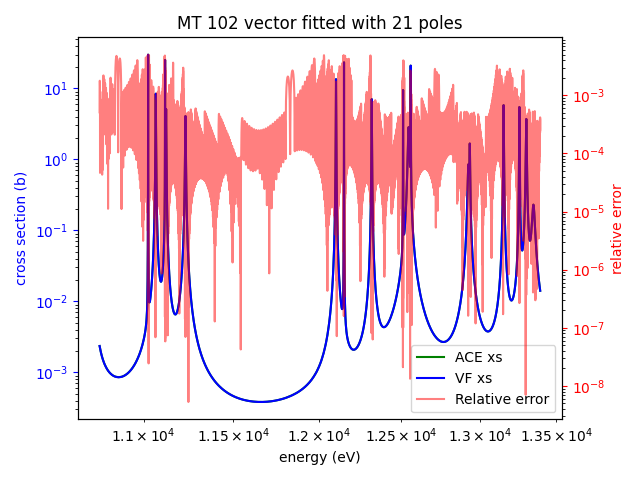 MT 102 vector fitted with 21 poles
cross section (b)
10¹
10⁰
10⁻¹
10⁻²
10⁻³
10⁻³
10⁻⁴
10⁻⁵
10⁻⁶
10⁻⁷
10⁻⁸
relative error
ACE xs
VF xs
Relative error
1.1 × 10⁴ 1.15 × 10⁴ 1.2 × 10⁴ 1.25 × 10⁴ 1.3 × 10⁴ 1.35 × 10⁴
energy (eV)